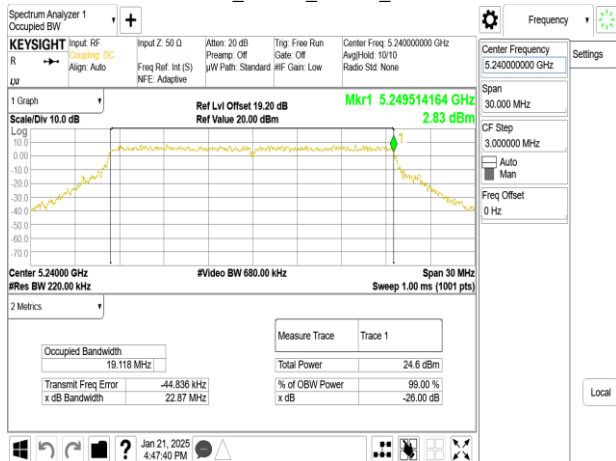 Spectrum Analyzer 1
Occupied BW
Frequency
KEYSIGHT
R
LXI
Input: RF
Coupling: DC
Align: Auto
Input Z: 50 Ω
Freq Ref: Int (S)
NFE: Adaptive
Atten: 20 dB
Preamp: Off
µW Path: Standard
Trig: Free Run
Gate: Off
#IF Gain: Low
Center Freq: 5.240000000 GHz
Avg|Hold: 10/10
Radio Std: None
Center Frequency
5.240000000 GHz
Settings
Span
30.000 MHz
CF Step
3.000000 MHz
Auto
Man
Freq Offset
0 Hz
Local
1 Graph
Scale/Div 10.0 dB
Ref Lvl Offset 19.20 dB
Ref Value 20.00 dBm
Mkr1 5.249514164 GHz
2.83 dBm
Log
10.0
0.00
-10.0
-20.0
-30.0
-40.0
-50.0
-60.0
-70.0
1
Center 5.24000 GHz
#Res BW 220.00 kHz
#Video BW 680.00 kHz
Span 30 MHz
Sweep 1.00 ms (1001 pts)
2 Metrics
Occupied Bandwidth
19.118 MHz
Transmit Freq Error -44.836 kHz
x dB Bandwidth 22.87 MHz
Measure Trace Trace 1
Total Power 24.6 dBm
% of OBW Power 99.00 %
x dB -26.00 dB
?
Jan 21, 2025
4:47:40 PM